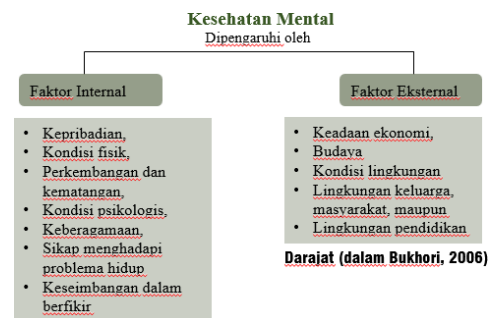 Kesehatan Mental
Dipengaruhi oleh
Faktor Internal
• Kepribadian,
• Kondisi fisik,
• Perkembangan dan
kematangan,
• Kondisi psikologis,
• Keberagamaan,
• Sikap menghadapi
problema hidup
• Keseimbangan dalam
berfikir
Faktor Eksternal
• Keadaan ekonomi,
• Budaya
• Kondisi lingkungan
• Lingkungan keluarga,
masyarakat, maupun
• Lingkungan pendidikan
Darajat (dalam Bukhori, 2006)